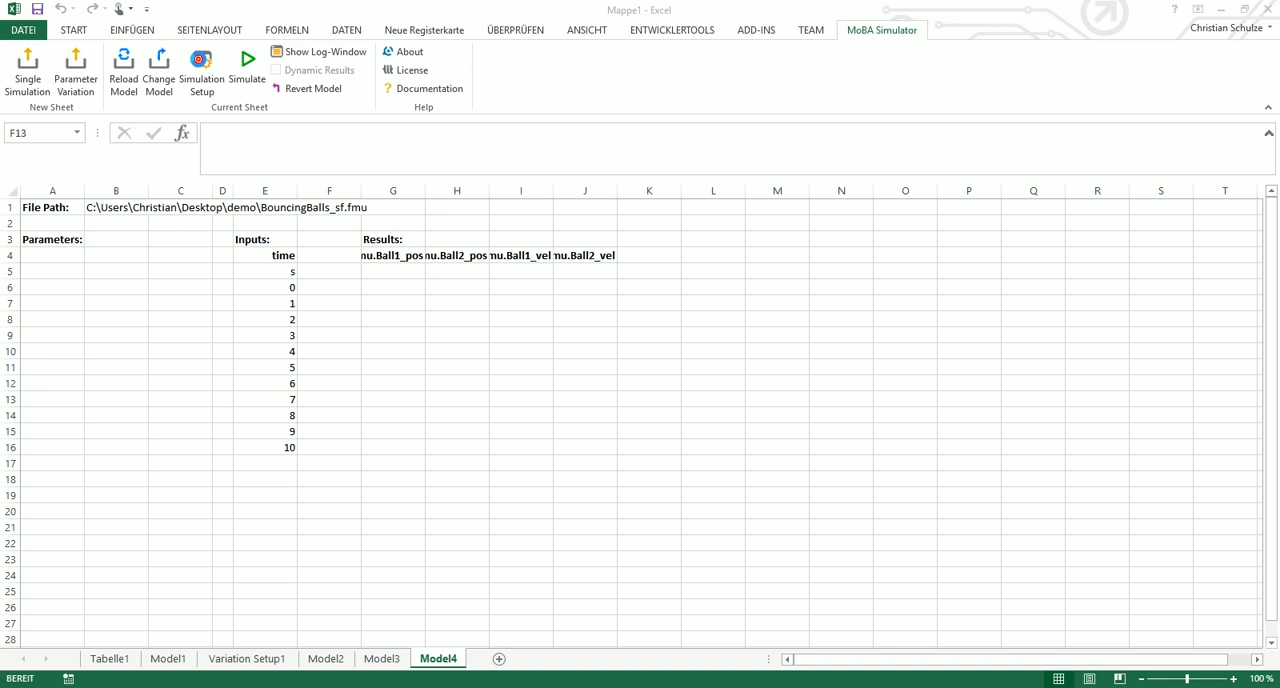 Mappe1 - Excel
? 
Christian Schulze
DATEI START EINFÜGEN SEITENLAYOUT FORMELN DATEN Neue Registerkarte ÜBERPRÜFEN ANSICHT ENTWICKLERTOOLS ADD-INS TEAM MoBA Simulator
Single Simulation
Parameter Variation
New Sheet
Reload Model
Change Model
Simulation Setup
Simulate
Show Log-Window
Dynamic Results
Revert Model
Current Sheet
About
License
? Documentation
Help
F13 fx
A B C D E F G H I J K L M N O P Q R S T
1 File Path: C:\Users\Christian\Desktop\demo\BouncingBalls_sf.fmu
2
3 Parameters: Inputs: Results:
4 time nu.Ball1_pos nu.Ball2_pos nu.Ball1_vel nu.Ball2_vel
5 s
6 0
7 1
8 2
9 3
10 4
11 5
12 6
13 7
14 8
15 9
16 10
17
18
19
20
21
22
23
24
25
26
27
28
Tabelle1 Model1 Variation Setup1 Model2 Model3 Model4
BEREIT 100 %